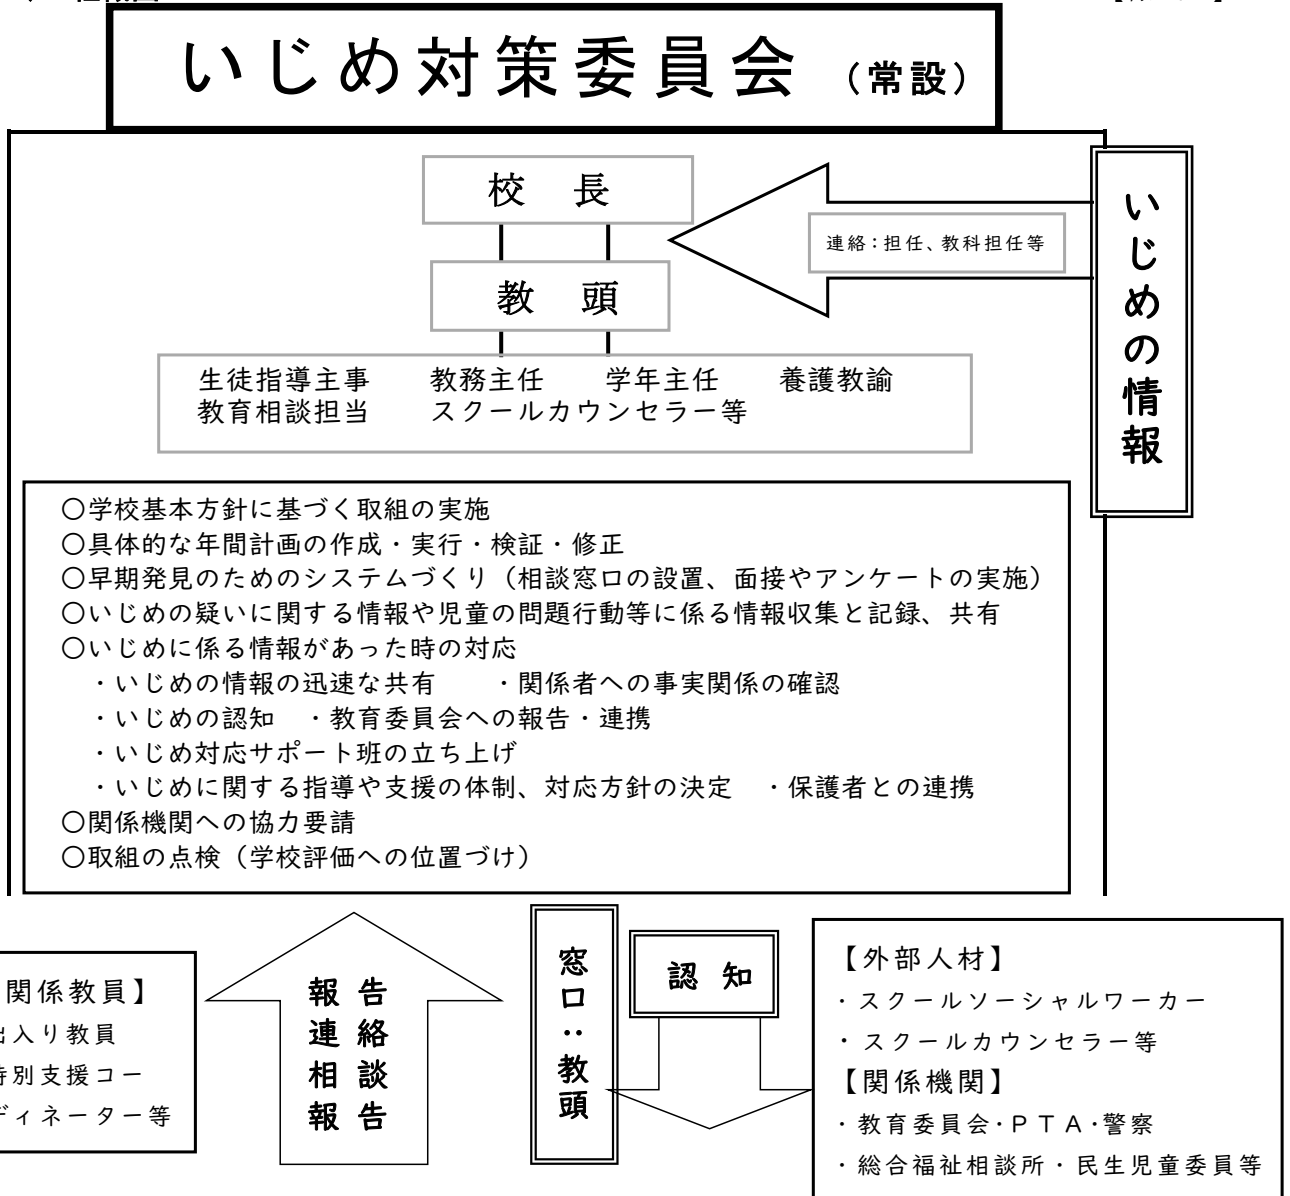 いじめ対策委員会（常設）
校　長
連絡：担任、教科担任等
いじめの情報
教　頭
生徒指導主事　　教務主任　　学年主任　　養護教諭
教育相談担当　　スクールカウンセラー等
〇学校基本方針に基づく取組の実施
〇具体的な年間計画の作成・実行・検証・修正
〇早期発見のためのシステムづくり（相談窓口の設置、面接やアンケートの実施）
〇いじめの疑いに関する情報や児童の問題行動等に係る情報収集と記録、共有
〇いじめに係る情報があった時の対応
・いじめの情報の迅速な共有　　・関係者への事実関係の確認
・いじめの認知　・教育委員会への報告・連携
・いじめ対応サポート班の立ち上げ
・いじめに関する指導や支援の体制、対応方針の決定　・保護者との連携
〇関係機関への協力要請
〇取組の点検（学校評価への位置づけ）
関係教員】
出入り教員
特別支援コー
ディネーター等
報告
連絡
相談
報告
窓口：教頭
認　知
【外部人材】
・スクールソーシャルワーカー
・スクールカウンセラー等
【関係機関】
・教育委員会・ＰＴＡ・警察
・総合福祉相談所・民生児童委員等